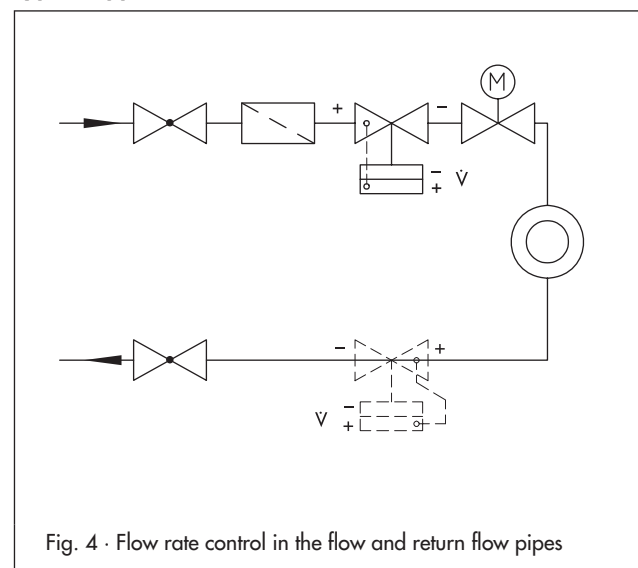 M
+ −
− V̇
+
− +
− V̇
+
Fig. 4 · Flow rate control in the flow and return flow pipes